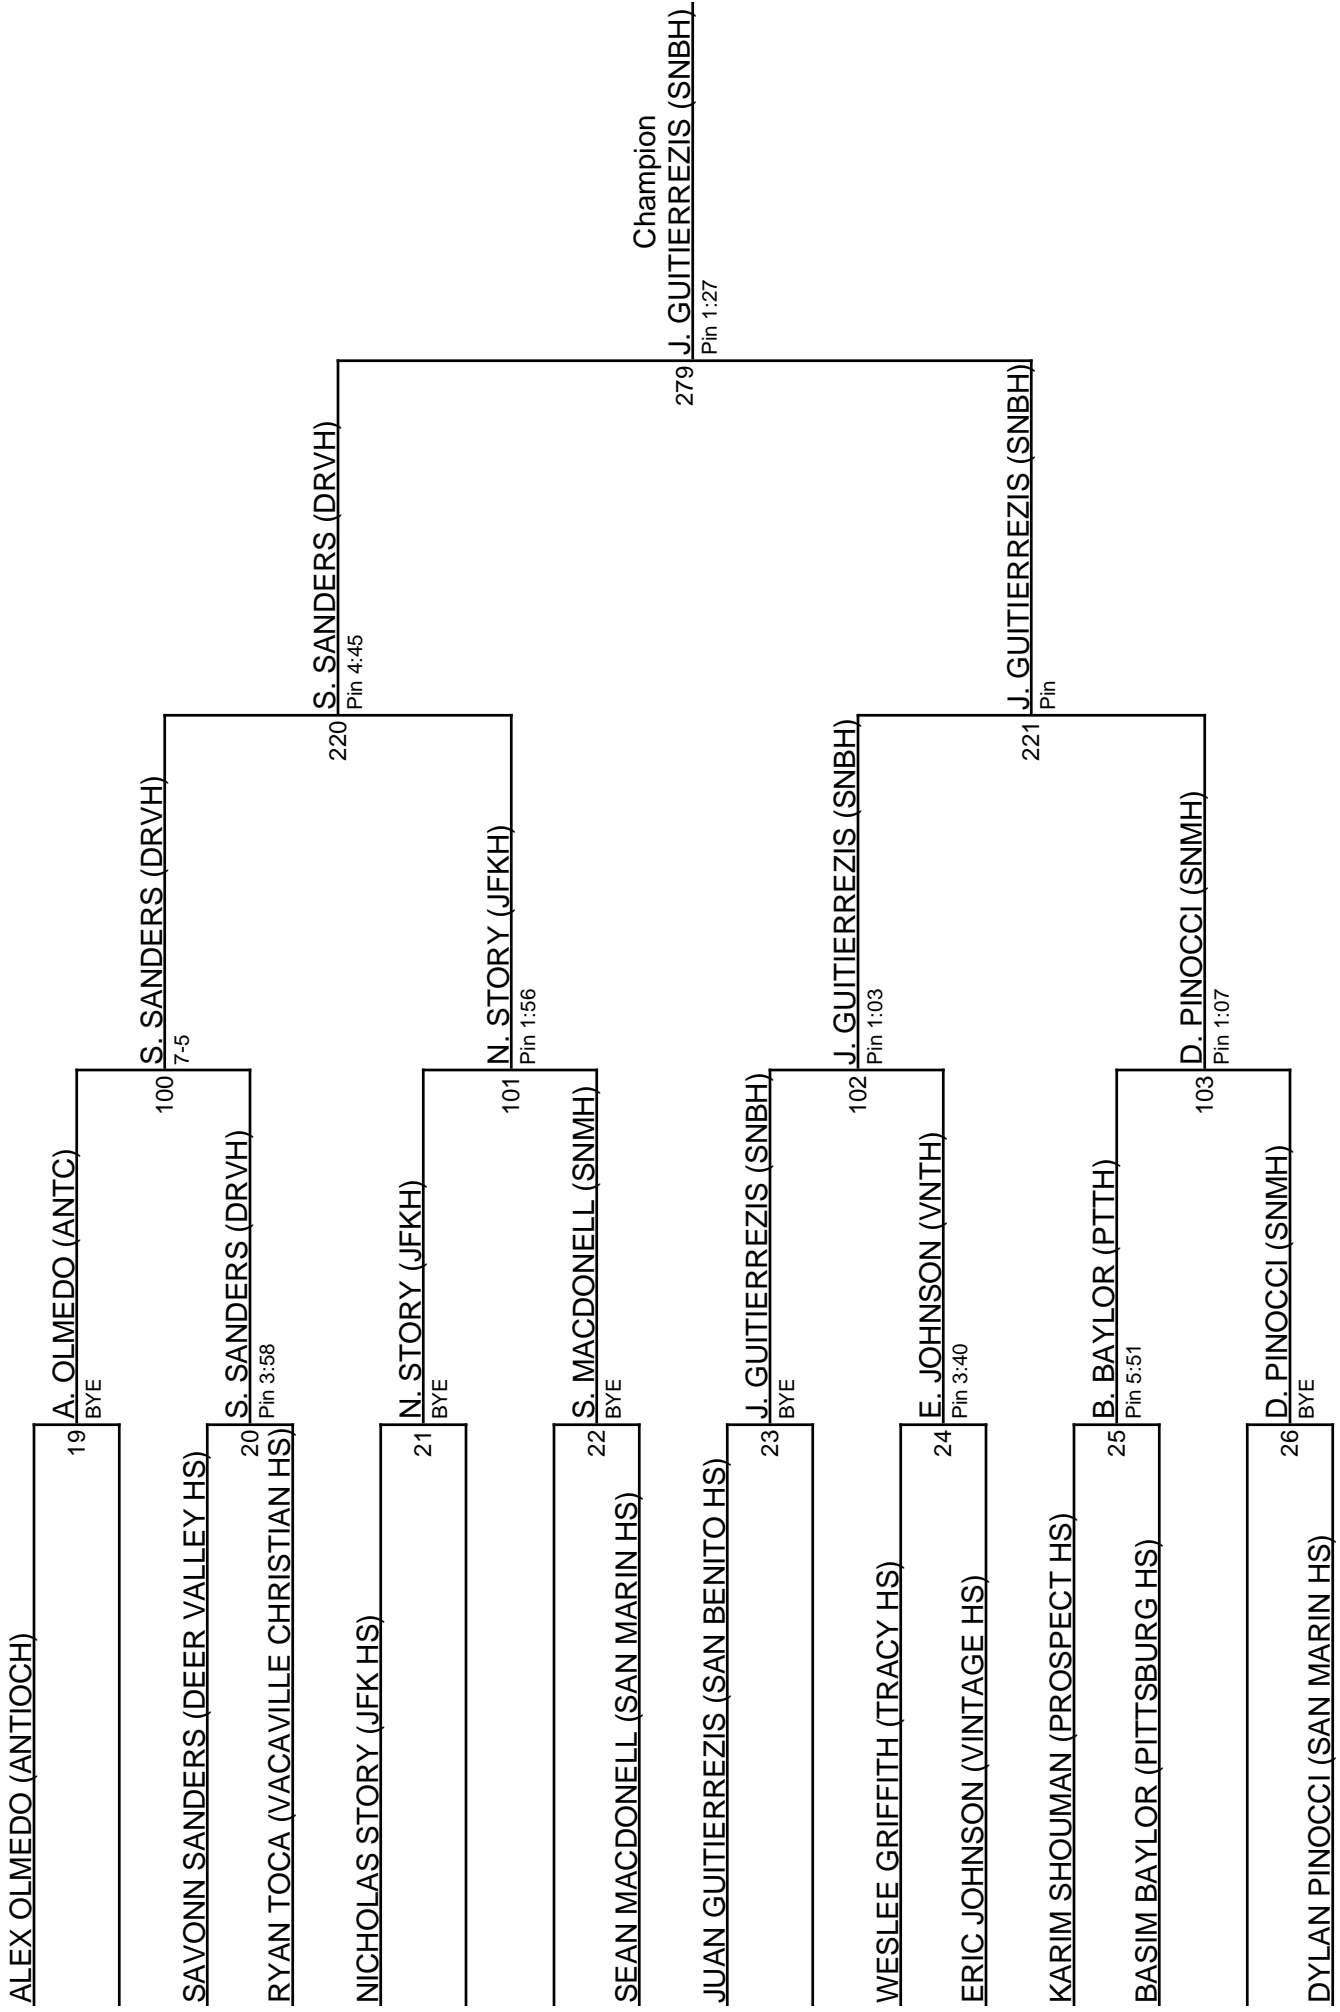 ALEX OLMEDO (ANTIOCH)
19
SAVONN SANDERS (DEER VALLEY HS)
20
RYAN TOCA (VACAVILLE CHRISTIAN HS)
NICHOLAS STORY (JFK HS)
21
22
SEAN MACDONELL (SAN MARIN HS)
JUAN GUITIERREZIS (SAN BENITO HS)
23
WESLEE GRIFFITH (TRACY HS)
24
ERIC JOHNSON (VINTAGE HS)
KARIM SHOUMAN (PROSPECT HS)
25
BASIM BAYLOR (PITTSBURG HS)
26
DYLAN PINOCCI (SAN MARIN HS)
A. OLMEDO (ANTC)
BYE
100
S. SANDERS (DRVH)
Pin 3:58
N. STORY (JFKH)
BYE
101
S. MACDONELL (SNMH)
BYE
J. GUITIERREZIS (SNBH)
BYE
102
E. JOHNSON (VNTH)
Pin 3:40
B. BAYLOR (PTTH)
Pin 5:51
103
D. PINOCCI (SNMH)
BYE
S. SANDERS (DRVH)
7-5
220
N. STORY (JFKH)
Pin 1:56
J. GUITIERREZIS (SNBH)
Pin 1:03
221
D. PINOCCI (SNMH)
Pin 1:07
S. SANDERS (DRVH)
Pin 4:45
279
J. GUITIERREZIS (SNBH)
Pin
Champion
J. GUITIERREZIS (SNBH)
Pin 1:27